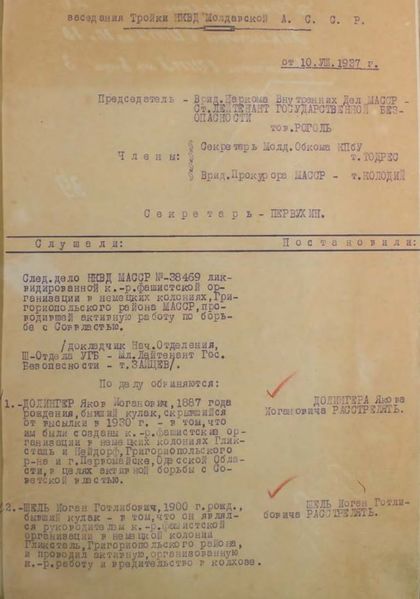 заседания Тройки НКВД Молдавской А. С. С Р.
от 10.VIII.1937 г.
Председатель - Врид.Наркома Внутренних Дел МАССР -
Ст.ЛЕЙТЕНАНТ ГОСУДАРСТВЕННОЙ БЕЗ-
ОПАСНОСТИ
тов.РОГОЛЬ
Члены:
Секретарь Молд.Обкома КПбУ
т.ТОДРЕС
Врид.Прокурора МАССР - т.КОЛОДИЙ
Секретарь - ПЕРВУХИН.
Слушали: Постановили:
След.дело НКВД МАССР №-38469 лик-
видированной к.-р.фашистской ор-
ганизации в немецких колониях,Гри-
гориопольского района МАССР,про-
водившей активную работу по борь-
бе с Соввластью.
/докладчик Нач.Отделения,
Ш-Отдела УГБ - Мл.Лейтенант Гос.
Безопасности - т.ЗАЙЦЕВ/.
По делу обвиняются:
1.-ДОЛИНГЕР Яков Иоганович,1887 года ДОЛИНГЕРА Якова
рождения,бывший кулак,скрывшийся Иогановича РАССТРЕЛЯТЬ.
от высылки в 1930 г. - в том,что
им были созданы к.-р.фашистские ор-
ганизации в немецких колониях Глик-
сталь и Нейдорф,Григориопольского
р-на и г.Первомайске,Одесской Обла-
сти,в целях активной борьбы с Со-
ветской властью.
2.-ШЕЛЬ Иоган Готлибович,1900 г.рожд., ШЕЛЬ Иоган Готли-
бывший кулак - в том,что он являл- бовича РАССТРЕЛЯТЬ.
ся руководителем к.-р.фашистской
организации в немецкой колонии
Гликсталь,Григориопольского района,
и проводил активную,организованную
к.-р.работу и вредительство в колхозе.